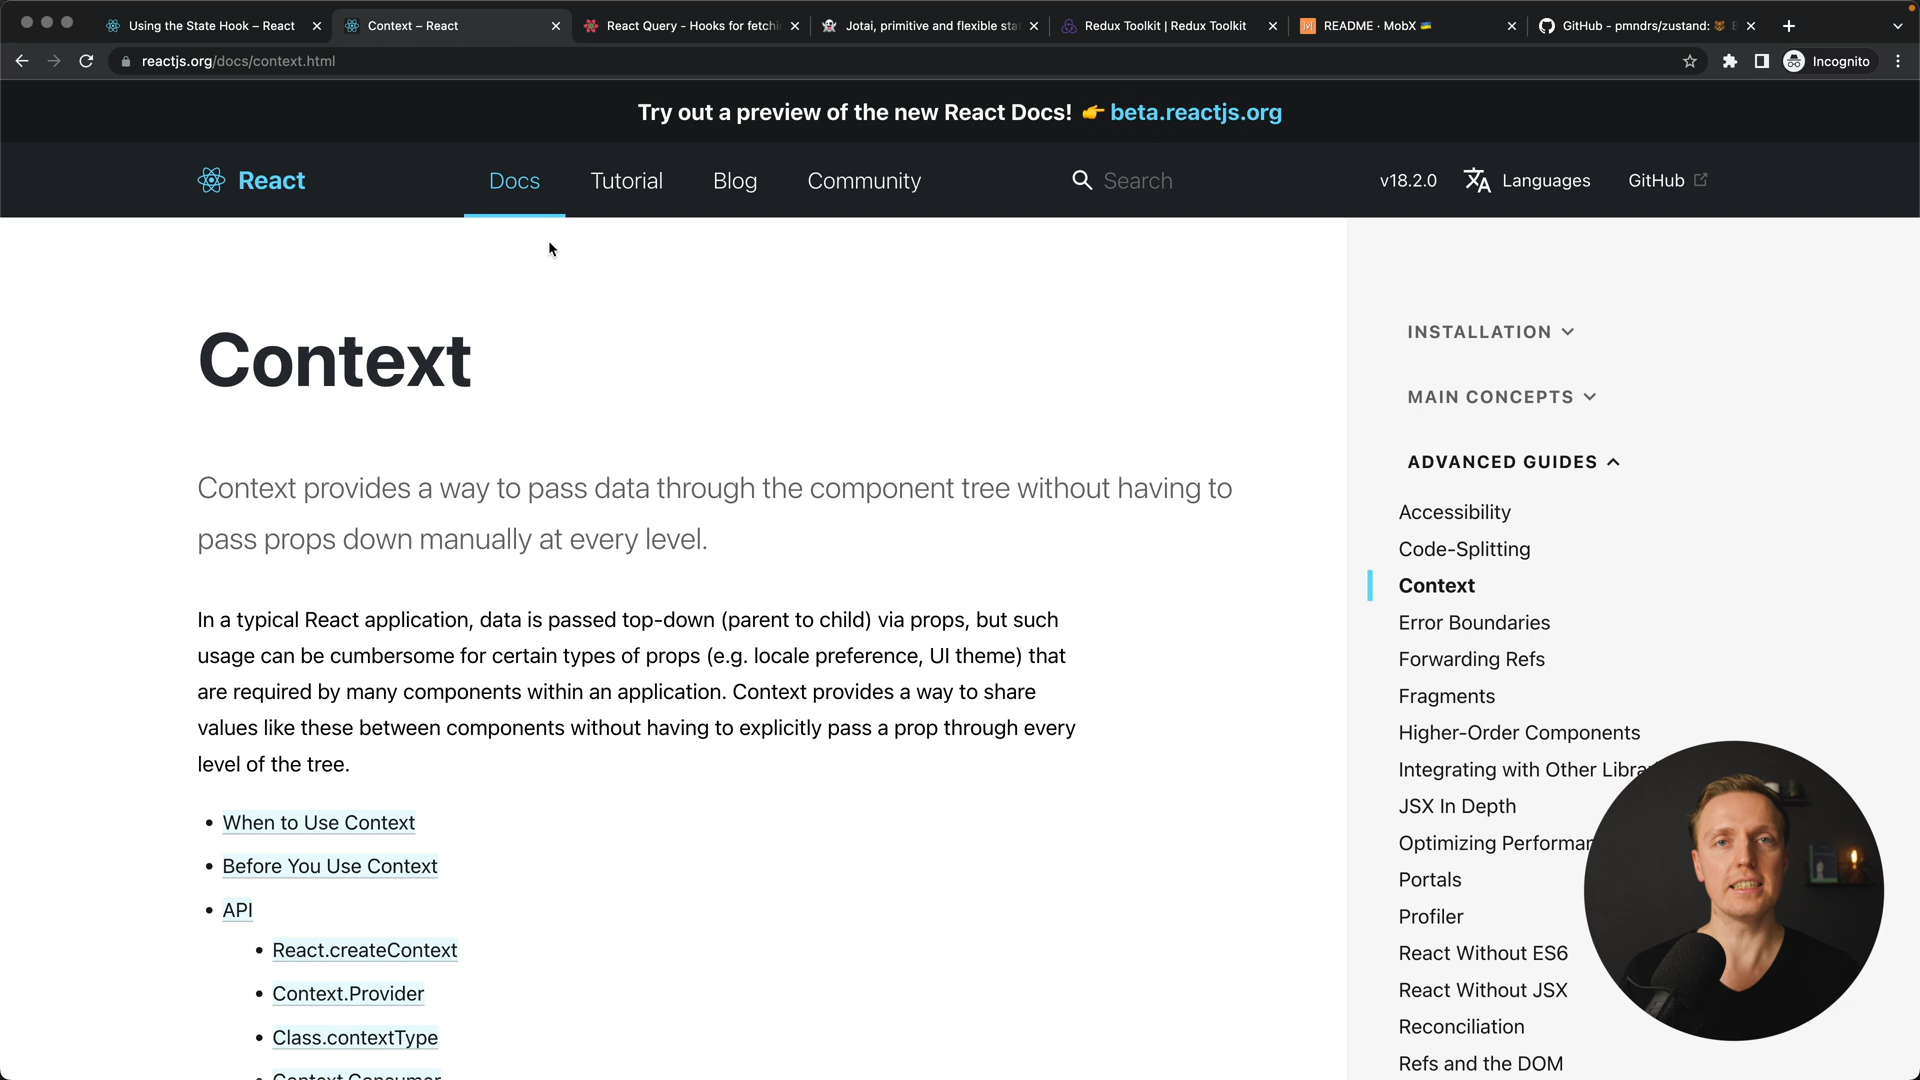 Using the State Hook – React
Context – React
React Query - Hooks for fetchi
Jotai, primitive and flexible sta
Redux Toolkit | Redux Toolkit
README · MobX 🇺🇦
GitHub - pmndrs/zustand: 🐻
reactjs.org/docs/context.html
Incognito
Try out a preview of the new React Docs! 👉 beta.reactjs.org
React
Docs
Tutorial
Blog
Community
Search
v18.2.0
Languages
GitHub
Context
Context provides a way to pass data through the component tree without having to
pass props down manually at every level.
In a typical React application, data is passed top-down (parent to child) via props, but such
usage can be cumbersome for certain types of props (e.g. locale preference, UI theme) that
are required by many components within an application. Context provides a way to share
values like these between components without having to explicitly pass a prop through every
level of the tree.
• When to Use Context
• Before You Use Context
• API
• React.createContext
• Context.Provider
• Class.contextType
• Context.Consumer
INSTALLATION
MAIN CONCEPTS
ADVANCED GUIDES
Accessibility
Code-Splitting
Context
Error Boundaries
Forwarding Refs
Fragments
Higher-Order Components
Integrating with Other Libra
JSX In Depth
Optimizing Performan
Portals
Profiler
React Without ES6
React Without JSX
Reconciliation
Refs and the DOM